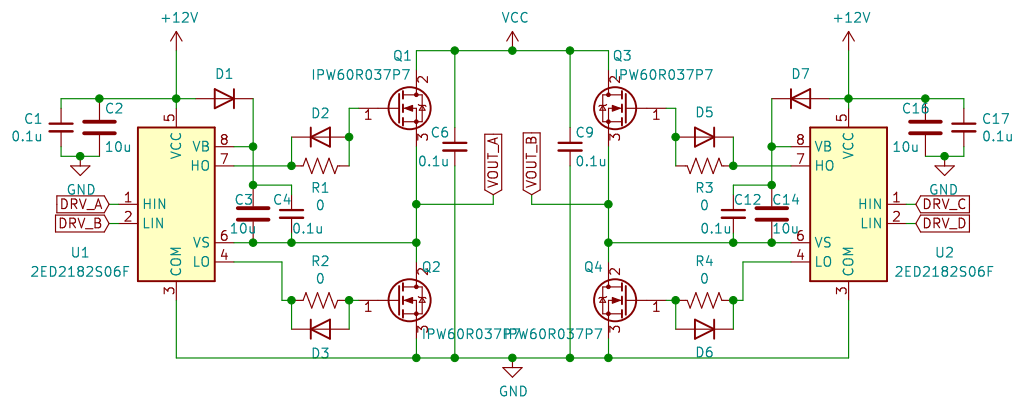 +12V
VCC
+12V
Q1
IPW60R037P7
Q3
IPW60R037P7
D1
D7
C1
0.1u
C2
10u
5
VCC
D2
1
2
3
C6
0.1u
VOUT_A
VOUT_B
C9
0.1u
2
3
1
D5
5
VCC
C16
10u
C17
0.1u
GND
8
VB
7
HO
R1
0
R3
0
8
VB
7
HO
GND
DRV_A
1
HIN
DRV_B
2
LIN
C3
10u
C4
0.1u
C12
0.1u
C14
10u
HIN
1
DRV_C
LIN
2
DRV_D
U1
2ED2182S06F
COM
3
VS
6
LO
4
R2
0
Q2
IPW60R037P7
1
2
3
Q4
IPW60R037P7
2
3
1
R4
0
6
VS
4
LO
COM
3
U2
2ED2182S06F
D3
D6
GND